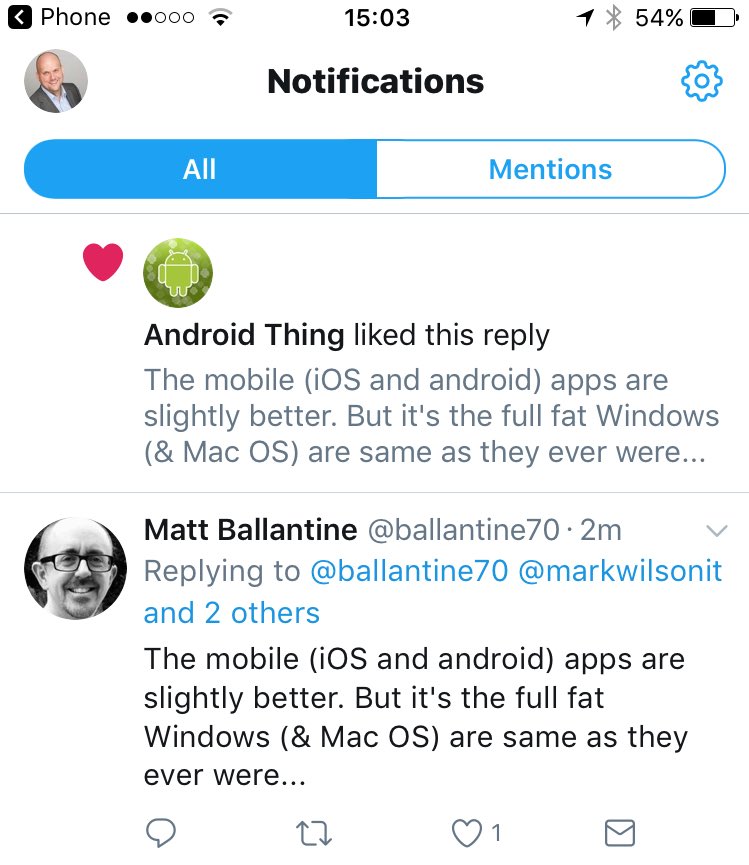 Phone 15:03 54%
Notifications
All Mentions
Android Thing liked this reply
The mobile (iOS and android) apps are
slightly better. But it's the full fat Windows
(& Mac OS) are same as they ever were...
Matt Ballantine @ballantine70 · 2m
Replying to @ballantine70 @markwilsonit
and 2 others
The mobile (iOS and android) apps are
slightly better. But it's the full fat
Windows (& Mac OS) are same as they
ever were...
1